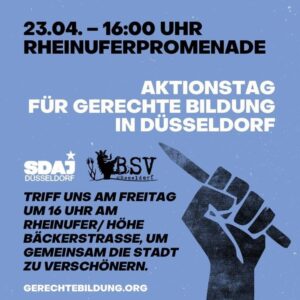 23.04. – 16:00 UHR
RHEINUFERPROMENADE
AKTIONSTAG
FÜR GERECHTE BILDUNG
IN DÜSSELDORF
SDAJ
DÜSSELDORF
BSV
Düsseldorf
TRIFF UNS AM FREITAG
UM 16 UHR AM
RHEINUFER/ HÖHE
BÄCKERSTRASSE, UM
GEMEINSAM DIE STADT
ZU VERSCHÖNERN.
GERECHTEBILDUNG.ORG